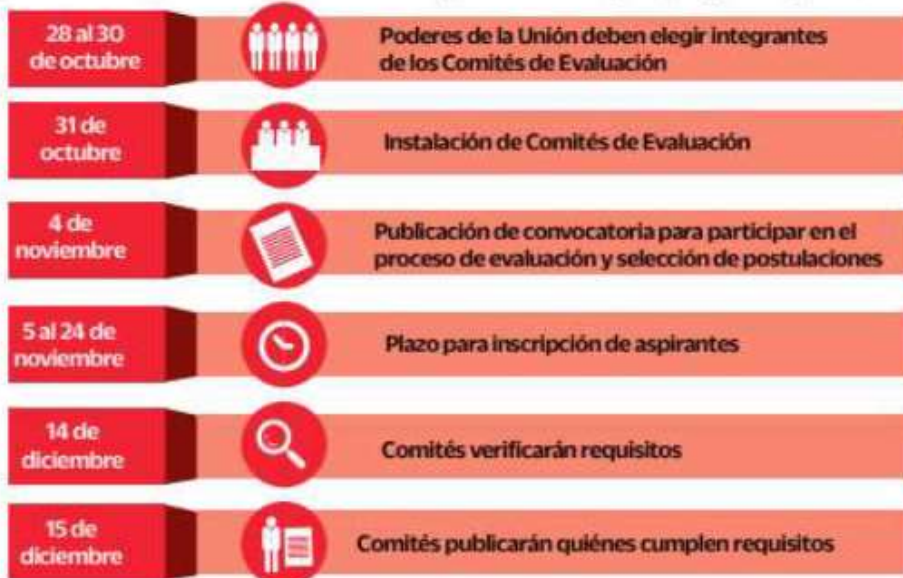 28 al 30
de octubre
Poderes de la Unión deben elegir integrantes
de los Comités de Evaluación
31 de
octubre
Instalación de Comités de Evaluación
4 de
noviembre
Publicación de convocatoria para participar en el
proceso de evaluación y selección de postulaciones
5 al 24 de
noviembre
Plazo para inscripción de aspirantes
14 de
diciembre
Comités verificarán requisitos
15 de
diciembre
Comités publicarán quiénes cumplen requisitos